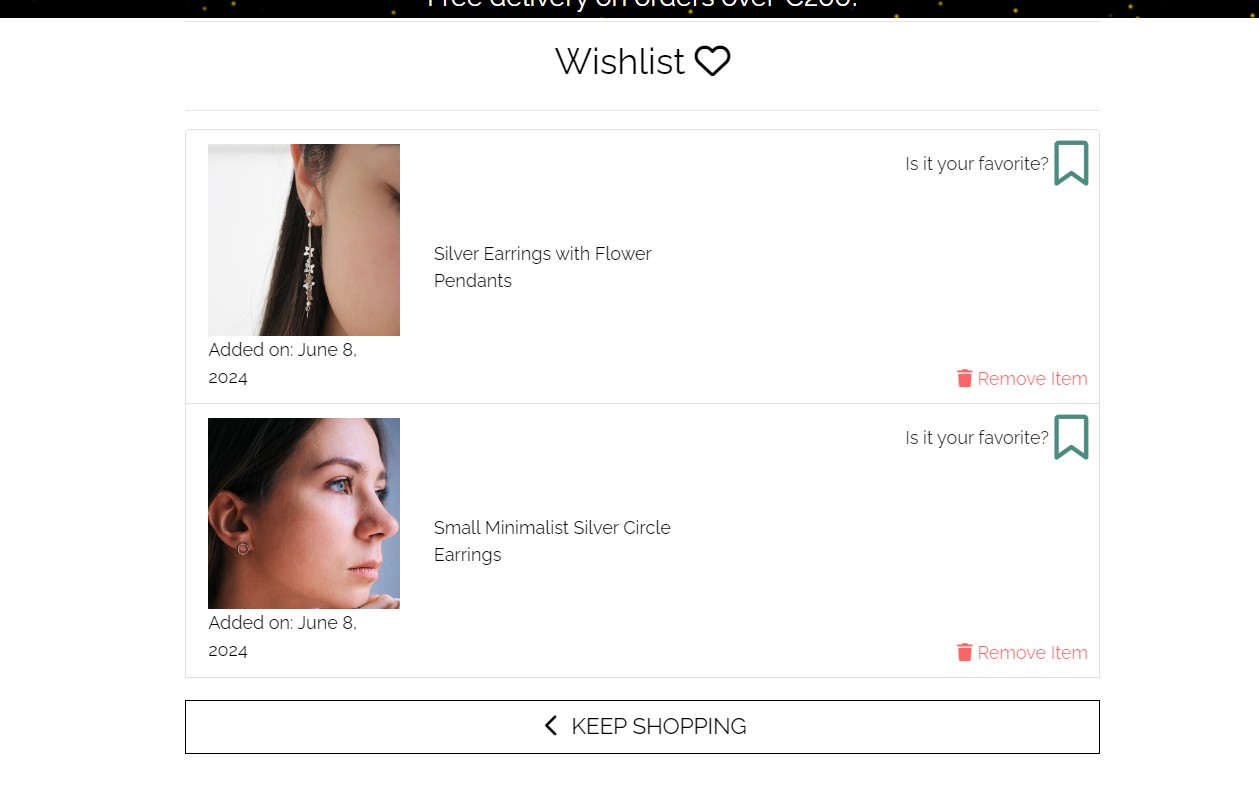 Free delivery on orders over €200!
Wishlist
Is it your favorite?
Silver Earrings with Flower
Pendants
Added on: June 8,
2024
Remove Item
Is it your favorite?
Small Minimalist Silver Circle
Earrings
Added on: June 8,
2024
Remove Item
KEEP SHOPPING